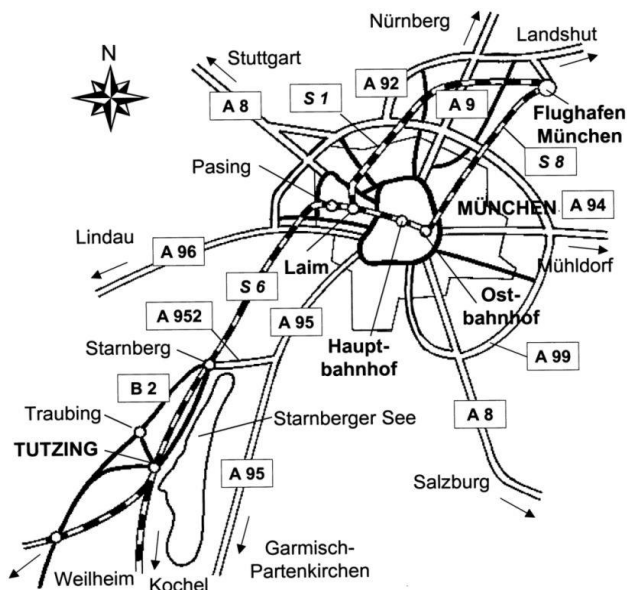 Nürnberg
Landshut
N
Stuttgart
A 92
S 1
A 8
A 9
Flughafen
München
Pasing
S 8
MÜNCHEN
A 94
Lindau
A 96
Laim
Mühldorf
S 6
Ost-
bahnhof
A 952
A 95
Haupt-
bahnhof
Starnberg
A 99
B 2
Traubing
Starnberger See
A 8
TUTZING
A 95
Salzburg
Garmisch-
Partenkirchen
Weilheim
Kochel